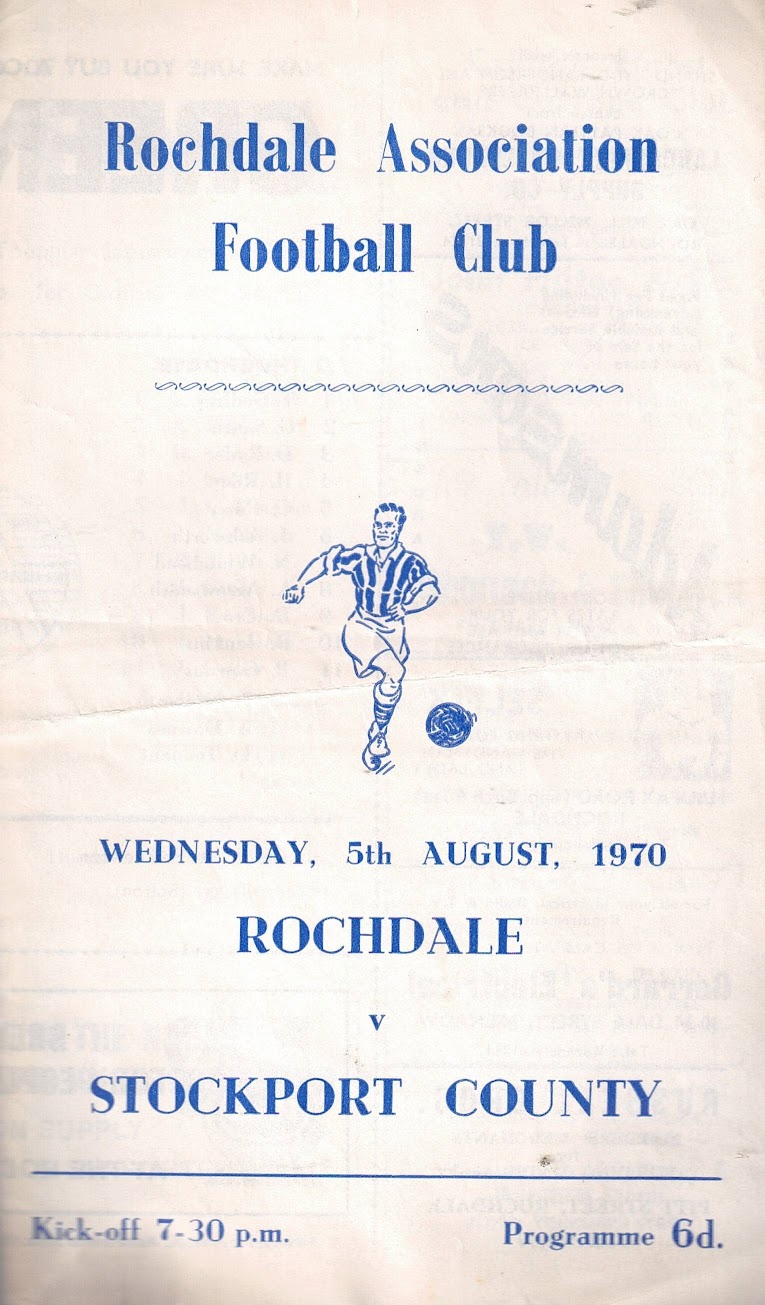 Rochdale Association
Football Club
WEDNESDAY, 5th AUGUST, 1970
ROCHDALE
v
STOCKPORT COUNTY
Kick-off 7-30 p.m.
Programme 6d.